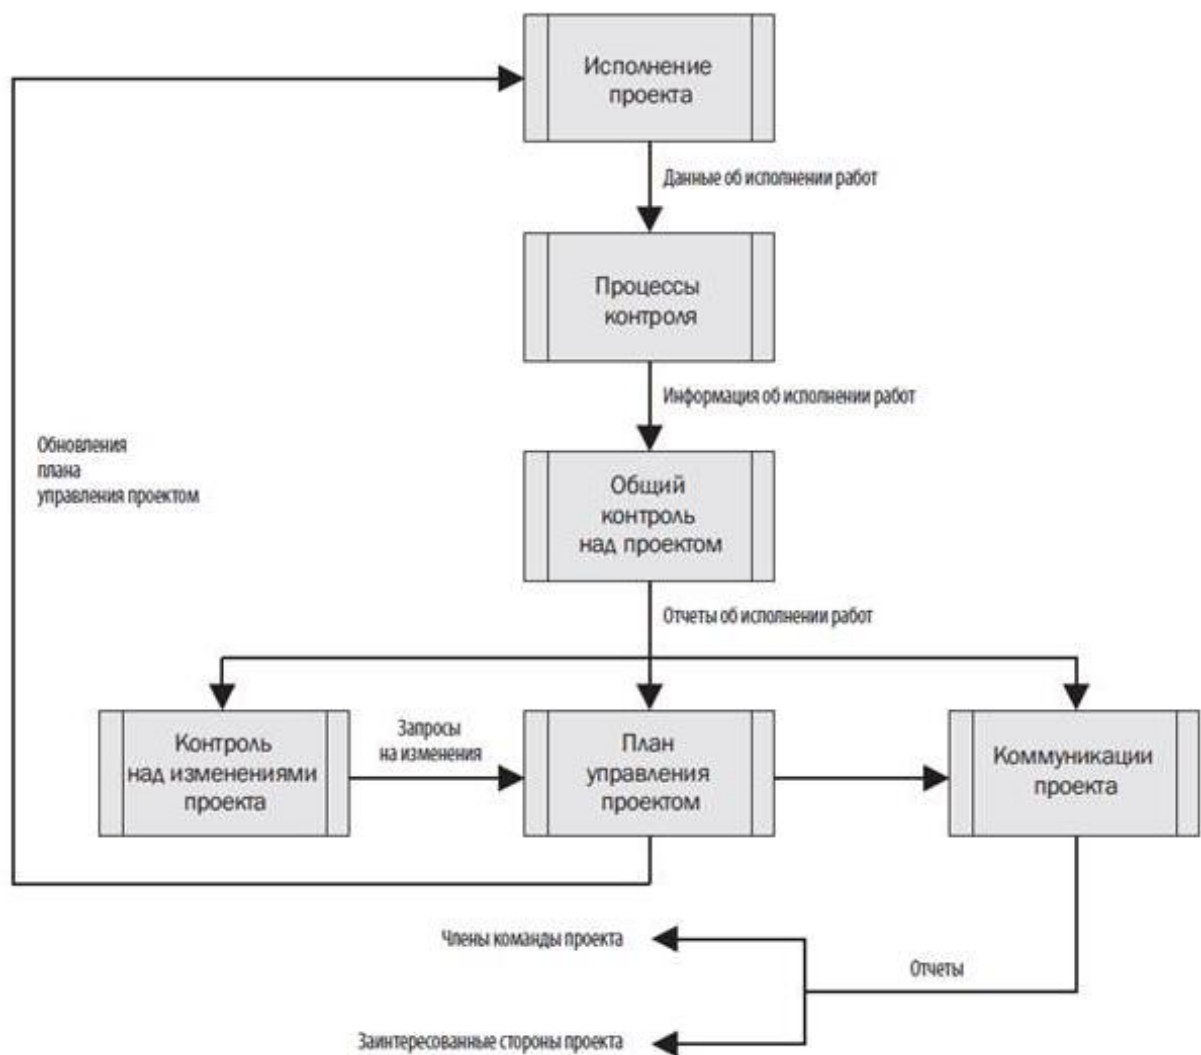 Исполнение
проекта
Данные об исполнении работ
Процессы
контроля
Информация об исполнении работ
Обновления
плана
управления проектом
Общий
контроль
над проектом
Отчеты об исполнении работ
Контроль
над изменениями
проекта
Запросы
на изменения
План
управления
проектом
Коммуникации
проекта
Члены команды проекта
Отчеты
Заинтересованные стороны проекта